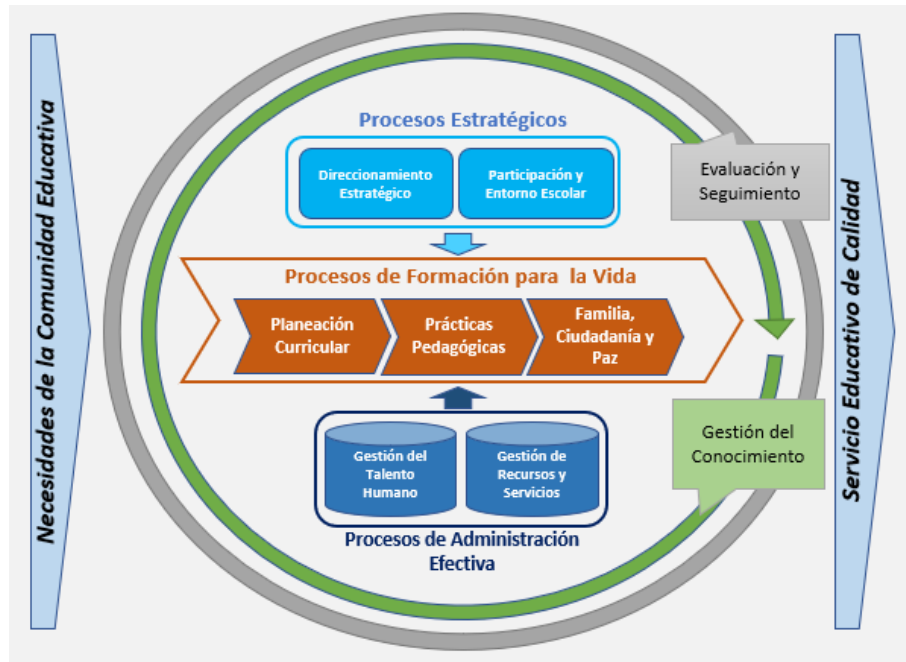 Necesidades de la Comunidad Educativa
Procesos Estratégicos
Direccionamiento
Estratégico
Participación y
Entorno Escolar
Evaluación y
Seguimiento
Procesos de Formación para la Vida
Planeación
Curricular
Prácticas
Pedagógicas
Familia,
Ciudadanía y
Paz
Gestión del
Talento
Humano
Gestión de
Recursos y
Servicios
Procesos de Administración
Efectiva
Gestión del
Conocimiento
Servicio Educativo de Calidad